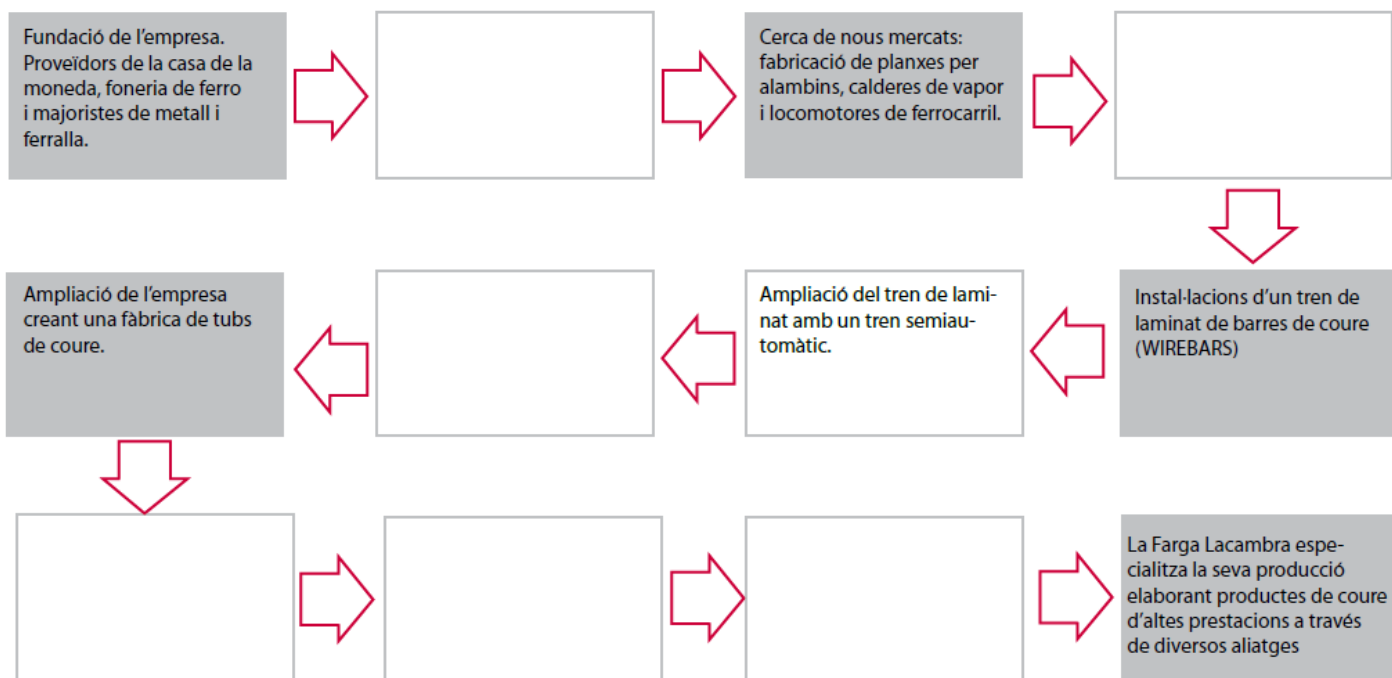 Fundació de l’empresa.
Proveïdors de la casa de la
moneda, foneria de ferro
i majoristes de metall i
ferralla.
Cerca de nous mercats:
fabricació de planxes per
alambins, calderes de vapor
i locomotores de ferrocarril.
Instal·lacions d’un tren de
laminat de barres de coure
(WIREBARS)
Ampliació del tren de lami-
nat amb un tren semiau-
tomàtic.
Ampliació de l’empresa
creant una fàbrica de tubs
de coure.
La Farga Lacambra espe-
cialitza la seva producció
elaborant productes de coure
d’altes prestacions a través
de diversos aliatges